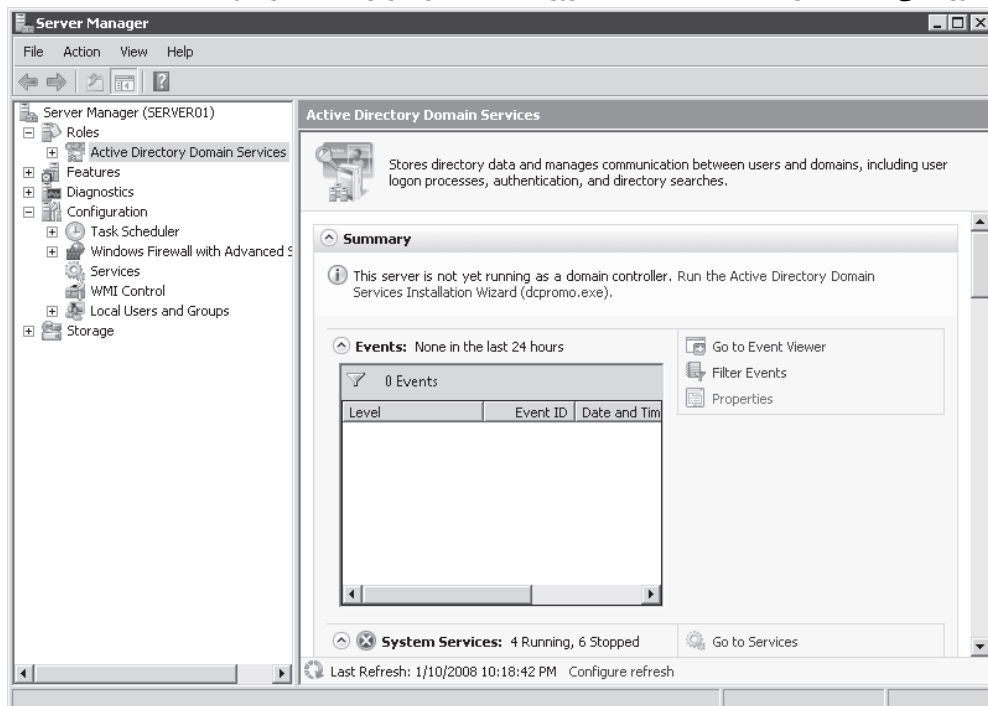 Server Manager
File Action View Help
Server Manager (SERVER01)
Roles
Active Directory Domain Services
Features
Diagnostics
Configuration
Task Scheduler
Windows Firewall with Advanced S
Services
WMI Control
Local Users and Groups
Storage
Active Directory Domain Services
Stores directory data and manages communication between users and domains, including user
logon processes, authentication, and directory searches.
Summary
This server is not yet running as a domain controller. Run the Active Directory Domain
Services Installation Wizard (dcpromo.exe).
Events: None in the last 24 hours
0 Events
Level Event ID Date and Tim
Go to Event Viewer
Filter Events
Properties
System Services: 4 Running, 6 Stopped
Go to Services
Last Refresh: 1/10/2008 10:18:42 PM Configure refresh